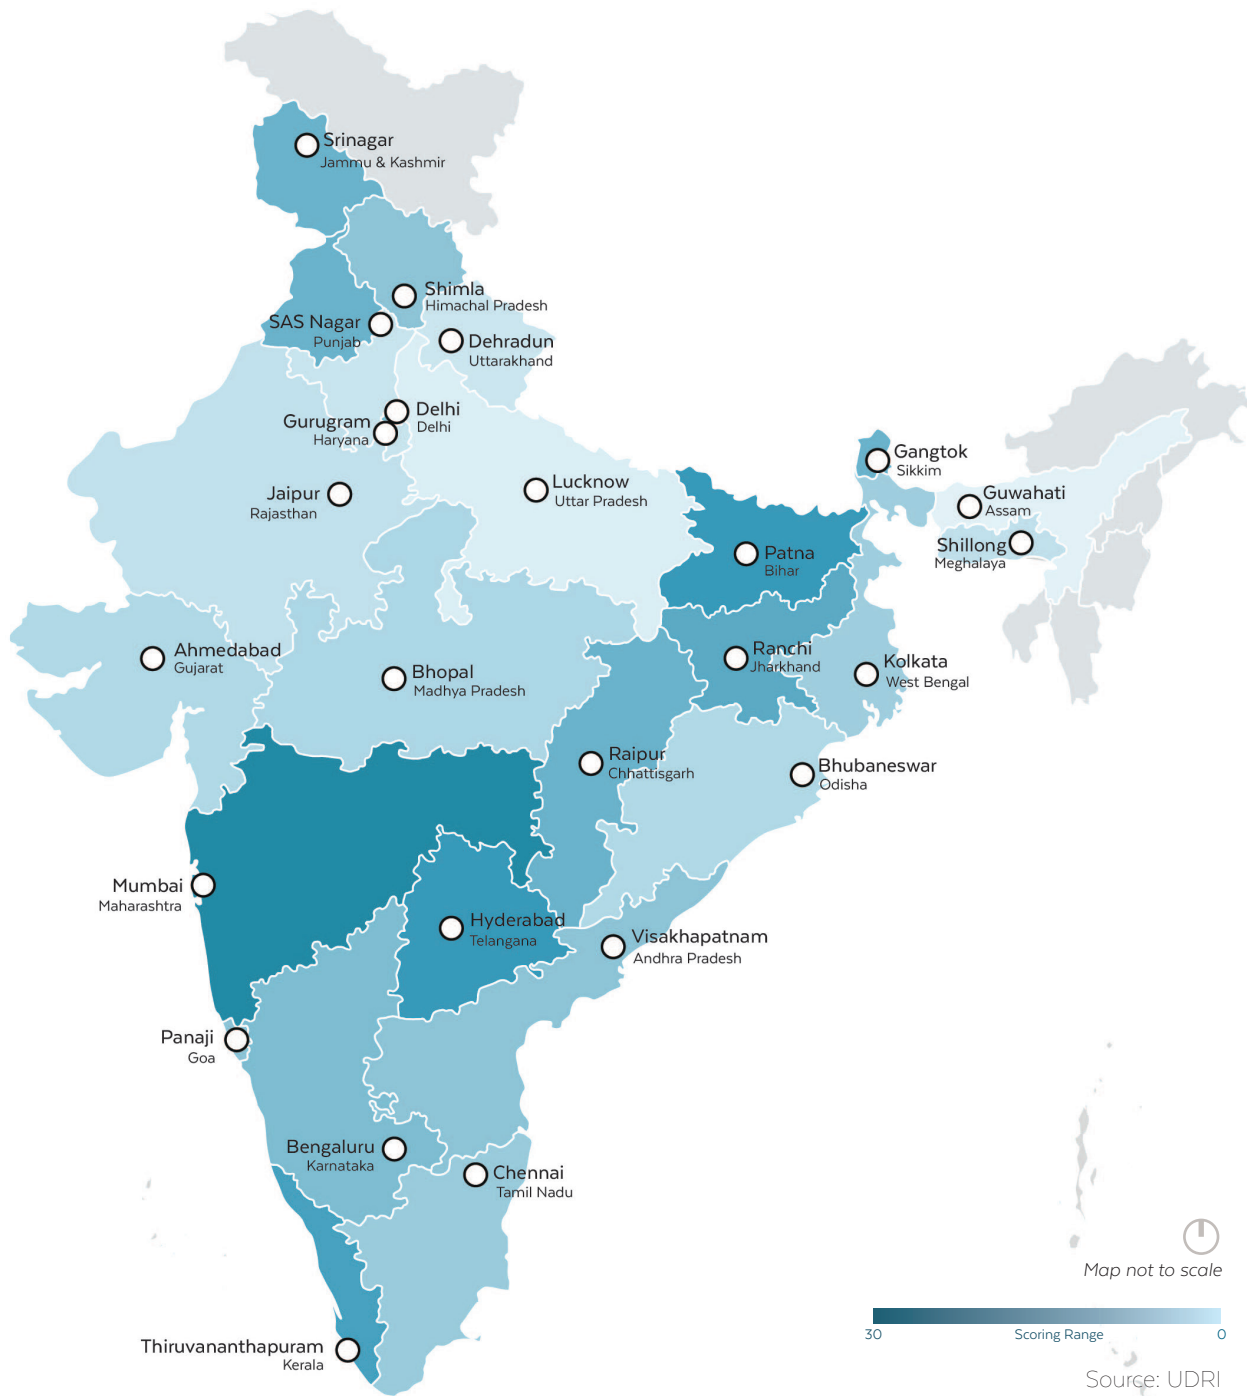 Srinagar
Jammu & Kashmir
Shimla
Himachal Pradesh
SAS Nagar
Punjab
Dehradun
Uttarakhand
Delhi
Delhi
Gurugram
Haryana
Gangtok
Sikkim
Lucknow
Uttar Pradesh
Jaipur
Rajasthan
Guwahati
Assam
Shillong
Meghalaya
Patna
Bihar
Ahmedabad
Gujarat
Ranchi
Jharkhand
Kolkata
West Bengal
Bhopal
Madhya Pradesh
Raipur
Chhattisgarh
Bhubaneswar
Odisha
Mumbai
Maharashtra
Hyderabad
Telangana
Visakhapatnam
Andhra Pradesh
Panaji
Goa
Bengaluru
Karnataka
Chennai
Tamil Nadu
Map not to scale
30 Scoring Range 0
Thiruvananthapuram
Kerala
Source: UDRI